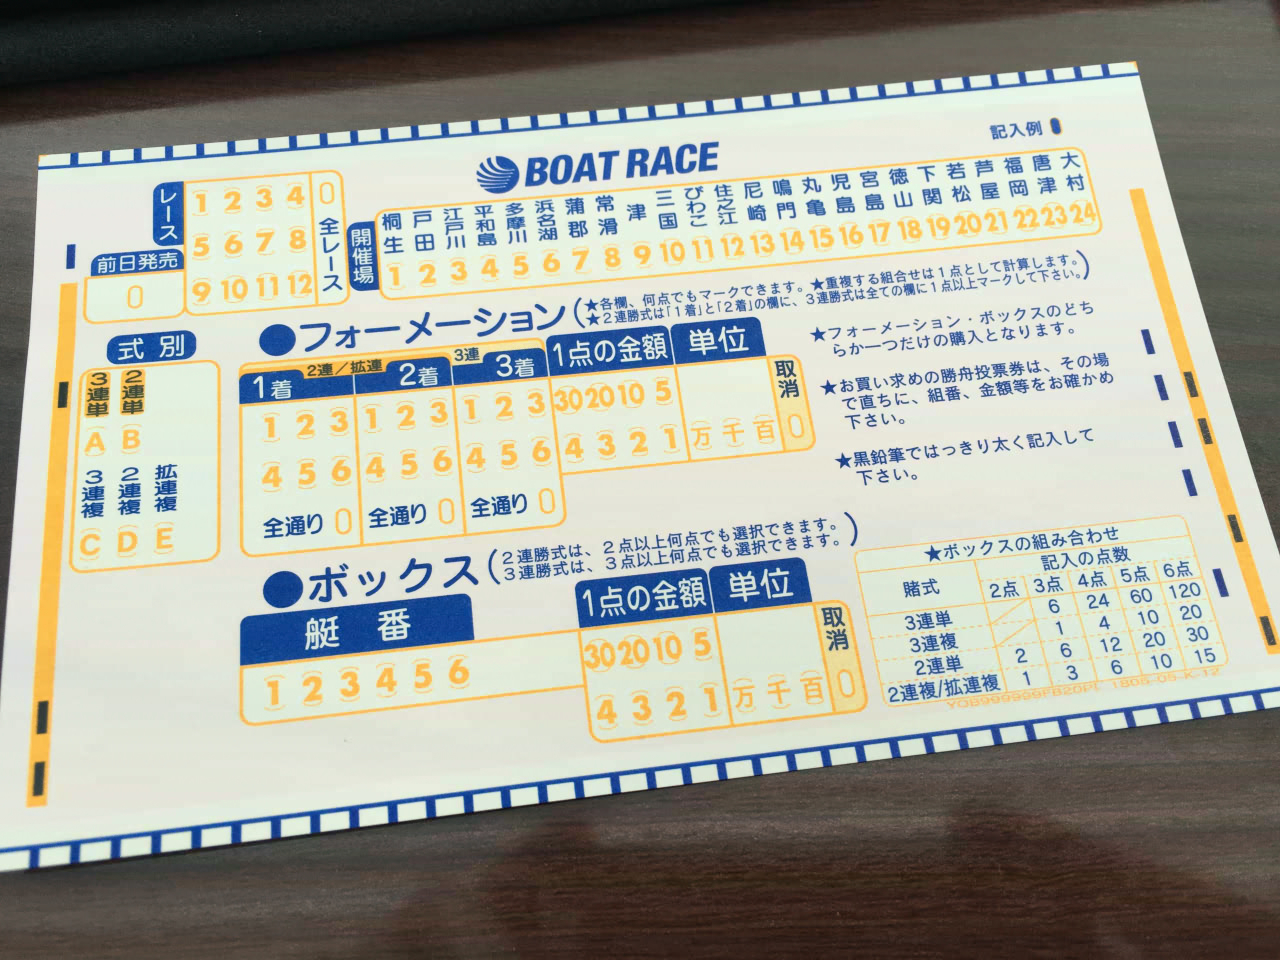 記入例
BOAT RACE
レース
1 2 3 4 0
5 6 7 8
9 10 11 12
全レース
前日発売
0
開催場
桐生 戸田 江戸川 平和島 多摩川 浜名湖 蒲郡 常滑 津 三国 びわこ 住之江 尼崎 鳴門 丸亀 児島 宮島 徳山 下関 若松 芦屋 福岡 唐津 大村
1 2 3 4 5 6 7 8 9 10 11 12 13 14 15 16 17 18 19 20 21 22 23 24
式別
3連単 2連単
A B
3連複 2連複 拡連複
C D E
●フォーメーション
(★各欄、何点でもマークできます。★重複する組合せは1点として計算します。
★2連勝式は「1着」と「2着」の欄に、3連勝式は全ての欄に1点以上マークして下さい。)
2連/拡連 3連
1着 2着 3着 1点の金額 単位
1 2 3 1 2 3 1 2 3 30 20 10 5 取消
4 5 6 4 5 6 4 5 6 4 3 2 1 万 千 百 0
全通り 0 全通り 0 全通り 0
★フォーメーション・ボックスのどち
らか一つだけの購入となります。
★お買い求めの勝舟投票券は、その場
で直ちに、組番、金額等をお確かめ
下さい。
★黒鉛筆ではっきり太く記入して
下さい。
●ボックス
(2連勝式は、2点以上何点でも選択できます。
3連勝式は、3点以上何点でも選択できます。)
艇番 1点の金額 単位
1 2 3 4 5 6 30 20 10 5 取消
4 3 2 1 万 千 百 0
★ボックスの組み合わせ
賭式 記入の点数
2点 3点 4点 5点 6点
3連単 6 24 60 120
3連複 1 4 10 20
2連単 2 6 12 20 30
2連複/拡連複 1 3 6 10 15